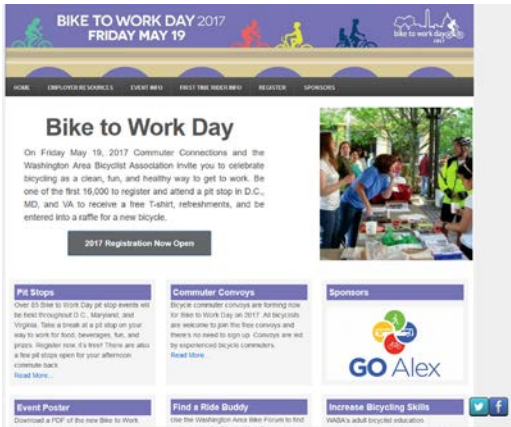 BIKE TO WORK DAY 2017
FRIDAY MAY 19
bike to work day
2017
HOME EMPLOYER RESOURCES EVENT INFO FIRST TIME RIDER INFO REGISTER SPONSORS
Bike to Work Day
On Friday May 19, 2017 Commuter Connections and the
Washington Area Bicyclist Association invite you to celebrate
bicycling as a clean, fun, and healthy way to get to work. Be
one of the first 16,000 to register and attend a pit stop in D.C.,
MD, and VA to receive a free T-shirt, refreshments, and be
entered into a raffle for a new bicycle.
2017 Registration Now Open
Pit Stops
Over 85 Bike to Work Day pit stop events will
be held throughout D.C., Maryland, and
Virginia. Take a break at a pit stop on your
way to work for food, beverages, fun, and
prizes. Register now, it's free! There are also
a few pit stops open for your afternoon
commute back.
Read More...
Commuter Convoys
Bicycle commuter convoys are forming now
for Bike to Work Day on 2017. All bicyclists
are welcome to join the free convoys and
there's no need to sign up. Convoys are led
by experienced bicycle commuters.
Read More...
Sponsors
GO Alex
Event Poster
Download a PDF of the new Bike to Work
Find a Ride Buddy
Use the Washington Area Bike Forum to find
Increase Bicycling Skills
WABA's adult bicyclist education